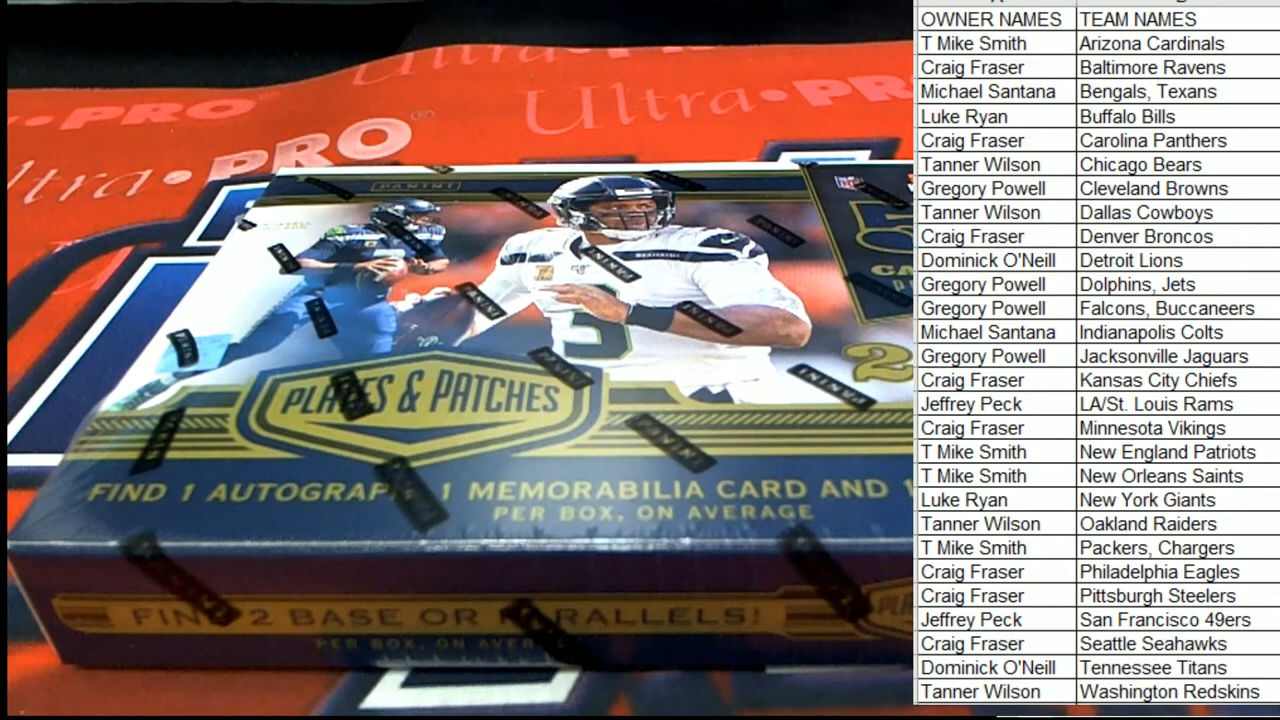 Ultra•PRO
PRO
Ultra•PRO
PRO
PANINI
PLATES & PATCHES
FIND 1 AUTOGRAPH, 1 MEMORABILIA CARD AND 1
PER BOX, ON AVERAGE
FIND 2 BASE OR PARALLELS!
PER BOX, ON AVERAGE
OWNER NAMES TEAM NAMES
T Mike Smith Arizona Cardinals
Craig Fraser Baltimore Ravens
Michael Santana Bengals, Texans
Luke Ryan Buffalo Bills
Craig Fraser Carolina Panthers
Tanner Wilson Chicago Bears
Gregory Powell Cleveland Browns
Tanner Wilson Dallas Cowboys
Craig Fraser Denver Broncos
Dominick O'Neill Detroit Lions
Gregory Powell Dolphins, Jets
Gregory Powell Falcons, Buccaneers
Michael Santana Indianapolis Colts
Gregory Powell Jacksonville Jaguars
Craig Fraser Kansas City Chiefs
Jeffrey Peck LA/St. Louis Rams
Craig Fraser Minnesota Vikings
T Mike Smith New England Patriots
T Mike Smith New Orleans Saints
Luke Ryan New York Giants
Tanner Wilson Oakland Raiders
T Mike Smith Packers, Chargers
Craig Fraser Philadelphia Eagles
Craig Fraser Pittsburgh Steelers
Jeffrey Peck San Francisco 49ers
Craig Fraser Seattle Seahawks
Dominick O'Neill Tennessee Titans
Tanner Wilson Washington Redskins